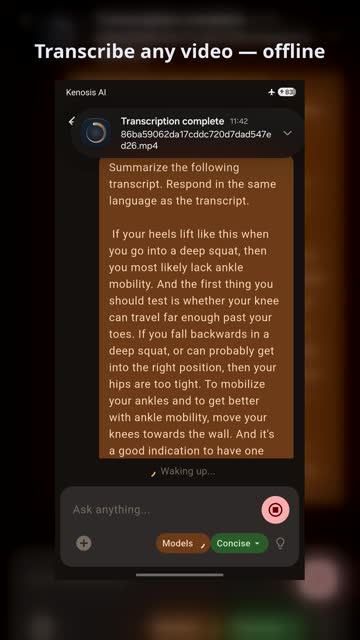 Transcribe any video — offline
Kenosis AI
83
Transcription complete 11:42
86ba59062da17cddc720d7dad547e
d26.mp4
Summarize the following
transcript. Respond in the same
language as the transcript.
If your heels lift like this when
you go into a deep squat, then
you most likely lack ankle
mobility. And the first thing you
should test is whether your knee
can travel far enough past your
toes. If you fall backwards in a
deep squat, or can probably get
into the right position, then your
hips are too tight. To mobilize
your ankles and to get better
with ankle mobility, move your
knees towards the wall. And it's
a good indication to have one
Waking up...
Ask anything...
Models
Concise